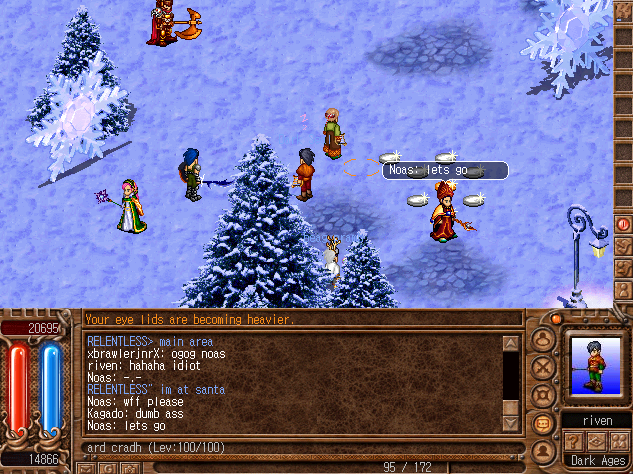 Noas: lets go
Your eye lids are becoming heavier.
RELENTLESS> main area
xbrawlerjnrX: ogog noas
riven: hahaha idiot
Noas: -.-
RELENTLESS" im at santa
Noas: wff please
Kagado: dumb ass
Noas: lets go
ard cradh (Lev:100/100)
20695
14866
95 / 172
riven
Dark Ages